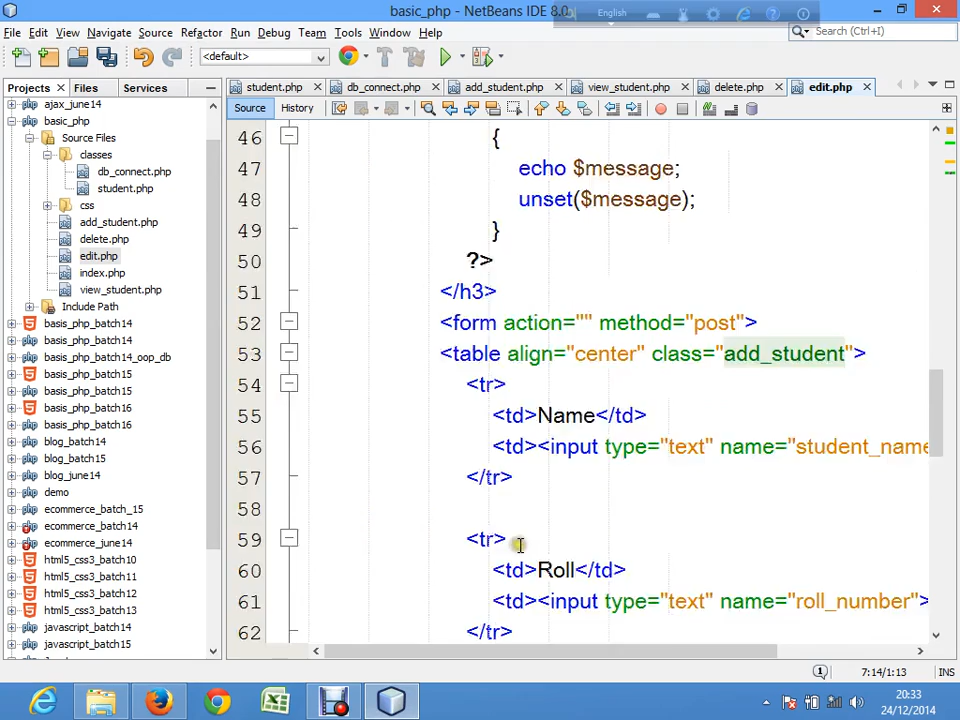 basic_php - NetBeans IDE 8.0
English
File Edit View Navigate Source Refactor Run Debug Team Tools Window Help
Search (Ctrl+I)
<default>
Projects Files Services
student.php db_connect.php add_student.php view_student.php delete.php edit.php
Source History
ajax_june14
basic_php
Source Files
classes
db_connect.php
student.php
css
add_student.php
delete.php
edit.php
index.php
view_student.php
Include Path
basis_php_batch14
basis_php_batch14
basis_php_batch14_oop_db
basis_php_batch15
basis_php_batch15
basis_php_batch16
basis_php_batch16
blog_batch14
blog_batch15
blog_june14
demo
ecommerce_batch_15
ecommerce_batch14
ecommerce_june14
html5_css3_batch10
html5_css3_batch11
html5_css3_batch12
html5_css3_batch13
javascript_batch14
javascript_batch15
46 {
47 echo $message;
48 unset($message);
49 }
50 ?>
51 </h3>
52 <form action="" method="post">
53 <table align="center" class="add_student">
54 <tr>
55 <td>Name</td>
56 <td><input type="text" name="student_name
57 </tr>
58
59 <tr>
60 <td>Roll</td>
61 <td><input type="text" name="roll_number">
62 </tr>
7:14/1:13 INS
20:33
24/12/2014